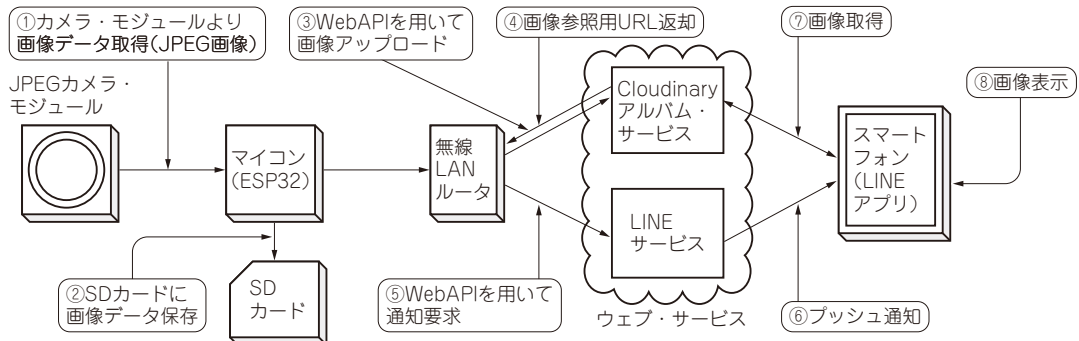 ①カメラ・モジュールより
画像データ取得(JPEG画像)
③WebAPIを用いて
画像アップロード
④画像参照用URL返却
⑦画像取得
⑧画像表示
JPEGカメラ・
モジュール
マイコン
(ESP32)
無線
LAN
ルータ
Cloudinary
アルバム・
サービス
スマート
フォン
(LINE
アプリ)
LINE
サービス
②SDカードに
画像データ保存
SD
カード
⑤WebAPIを用いて
通知要求
ウェブ・サービス
⑥プッシュ通知